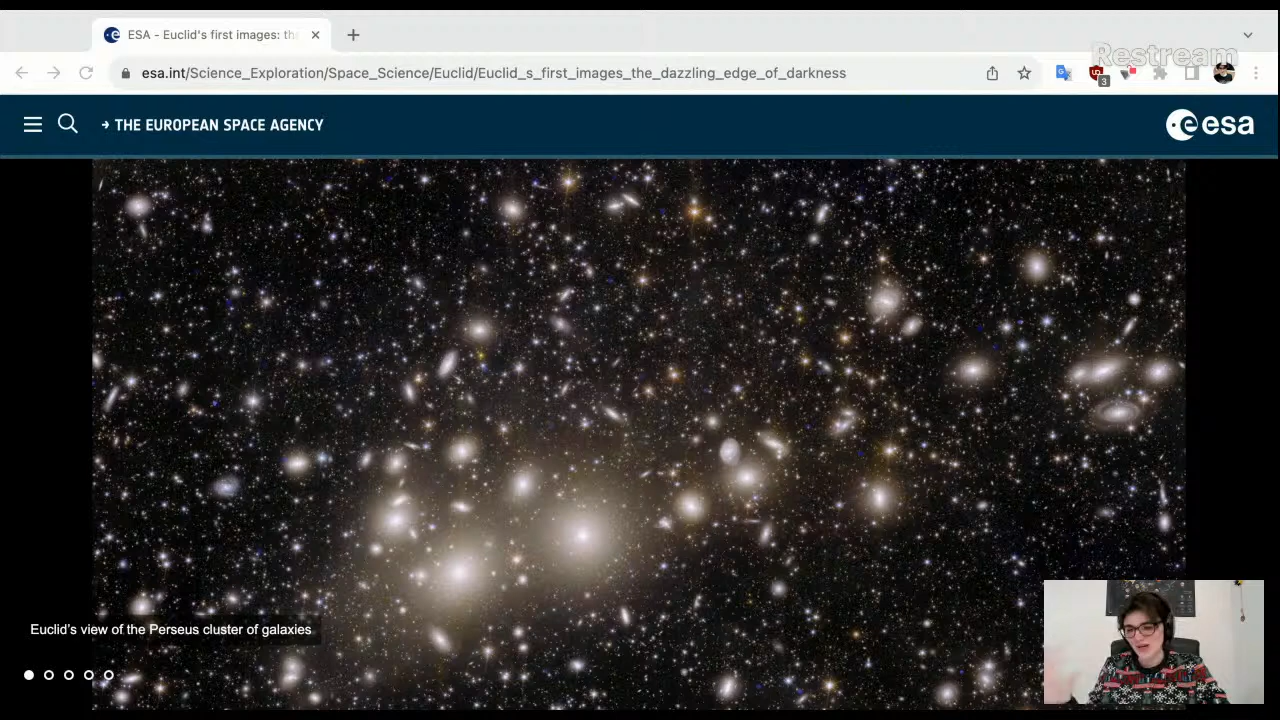 ESA - Euclid's first images: th
esa.int/Science_Exploration/Space_Science/Euclid/Euclid_s_first_images_the_dazzling_edge_of_darkness
Restream
3
→ THE EUROPEAN SPACE AGENCY
esa
Euclid's view of the Perseus cluster of galaxies